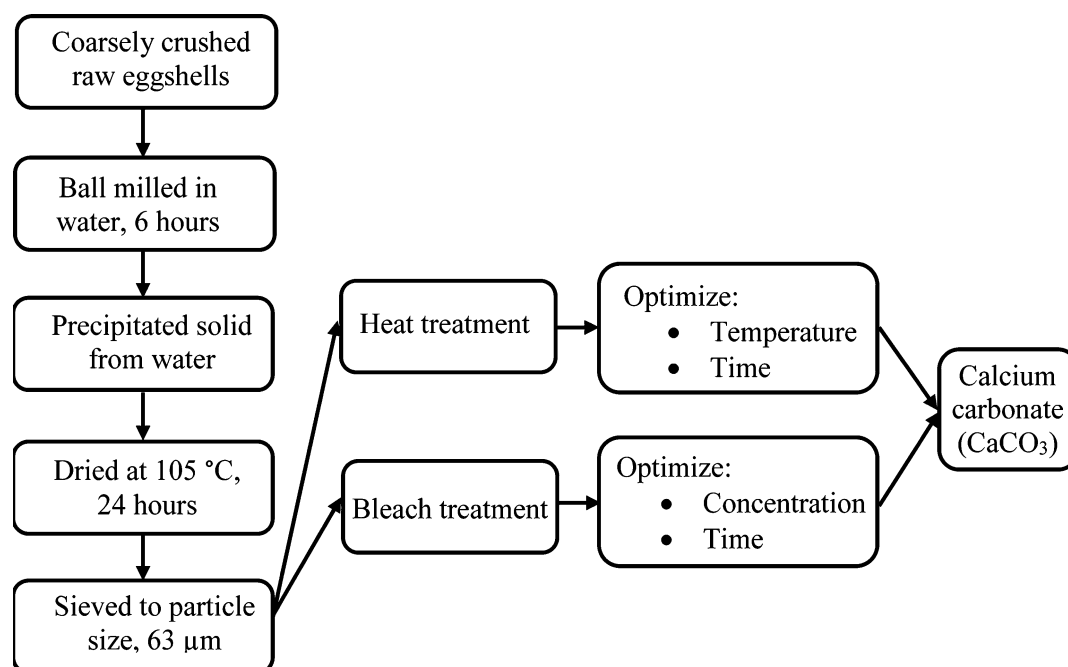 Coarsely crushed
raw eggshells
Ball milled in
water, 6 hours
Precipitated solid
from water
Dried at 105 °C,
24 hours
Sieved to particle
size, 63 µm
Heat treatment
Optimize:
• Temperature
• Time
Bleach treatment
Optimize:
• Concentration
• Time
Calcium
carbonate
(CaCO₃)